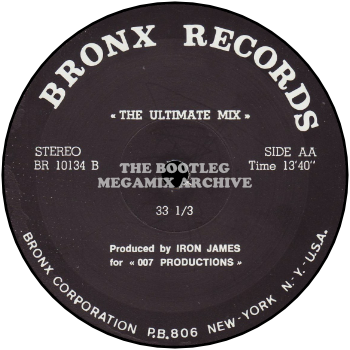 BRONX RECORDS
« THE ULTIMATE MIX »
STEREO
BR 10134 B
SIDE AA
Time 13'40"
THE BOOTLEG
MEGAMIX ARCHIVE
33 1/3
Produced by IRON JAMES
for « 007 PRODUCTIONS »
BRONX CORPORATION P.B. 806 NEW-YORK N.-Y.-U.S.A.